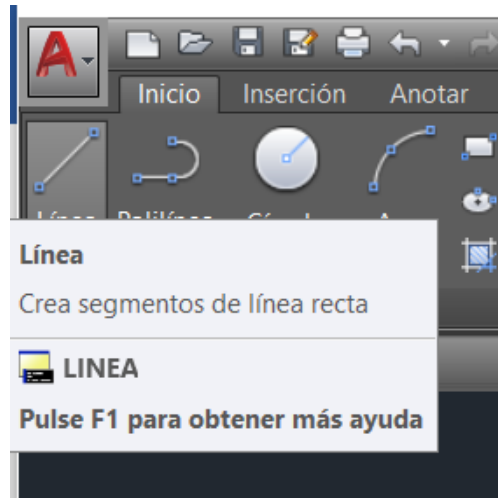 Inicio Inserción Anotar
Línea
Crea segmentos de línea recta
LINEA
Pulse F1 para obtener más ayuda